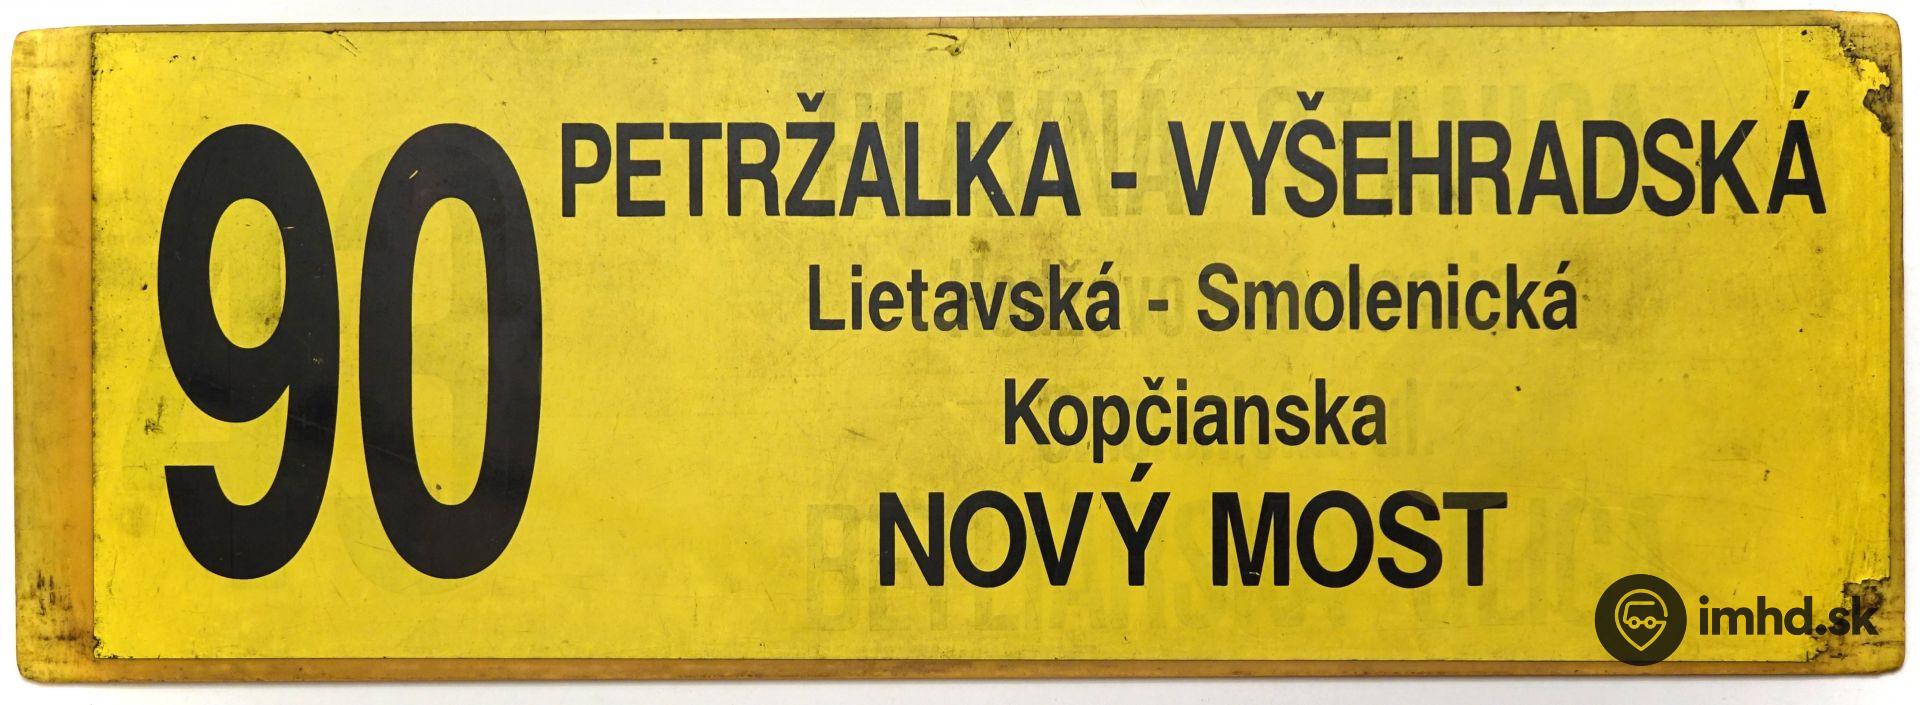 90
PETRŽALKA - VYŠEHRADSKÁ
Lietavská - Smolenická
Kopčianska
NOVÝ MOST
imhd.sk